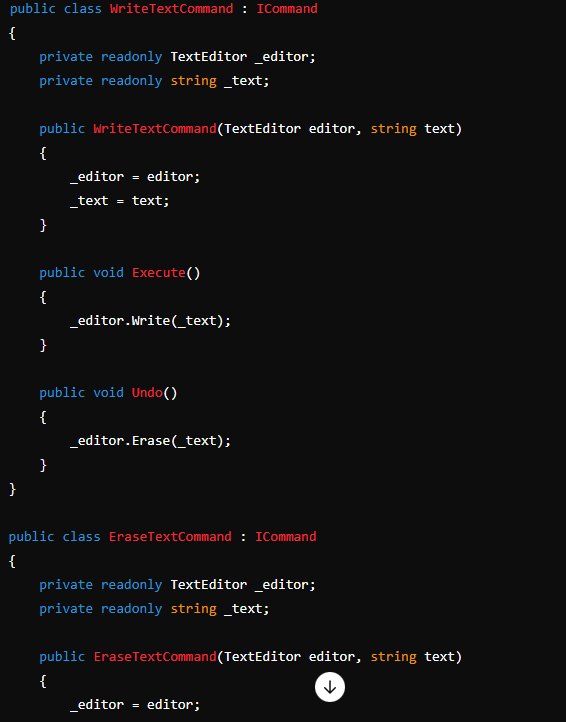 public class WriteTextCommand : ICommand
{
    private readonly TextEditor _editor;
    private readonly string _text;

    public WriteTextCommand(TextEditor editor, string text)
    {
        _editor = editor;
        _text = text;
    }

    public void Execute()
    {
        _editor.Write(_text);
    }

    public void Undo()
    {
        _editor.Erase(_text);
    }
}

public class EraseTextCommand : ICommand
{
    private readonly TextEditor _editor;
    private readonly string _text;

    public EraseTextCommand(TextEditor editor, string text)
    {
        _editor = editor;